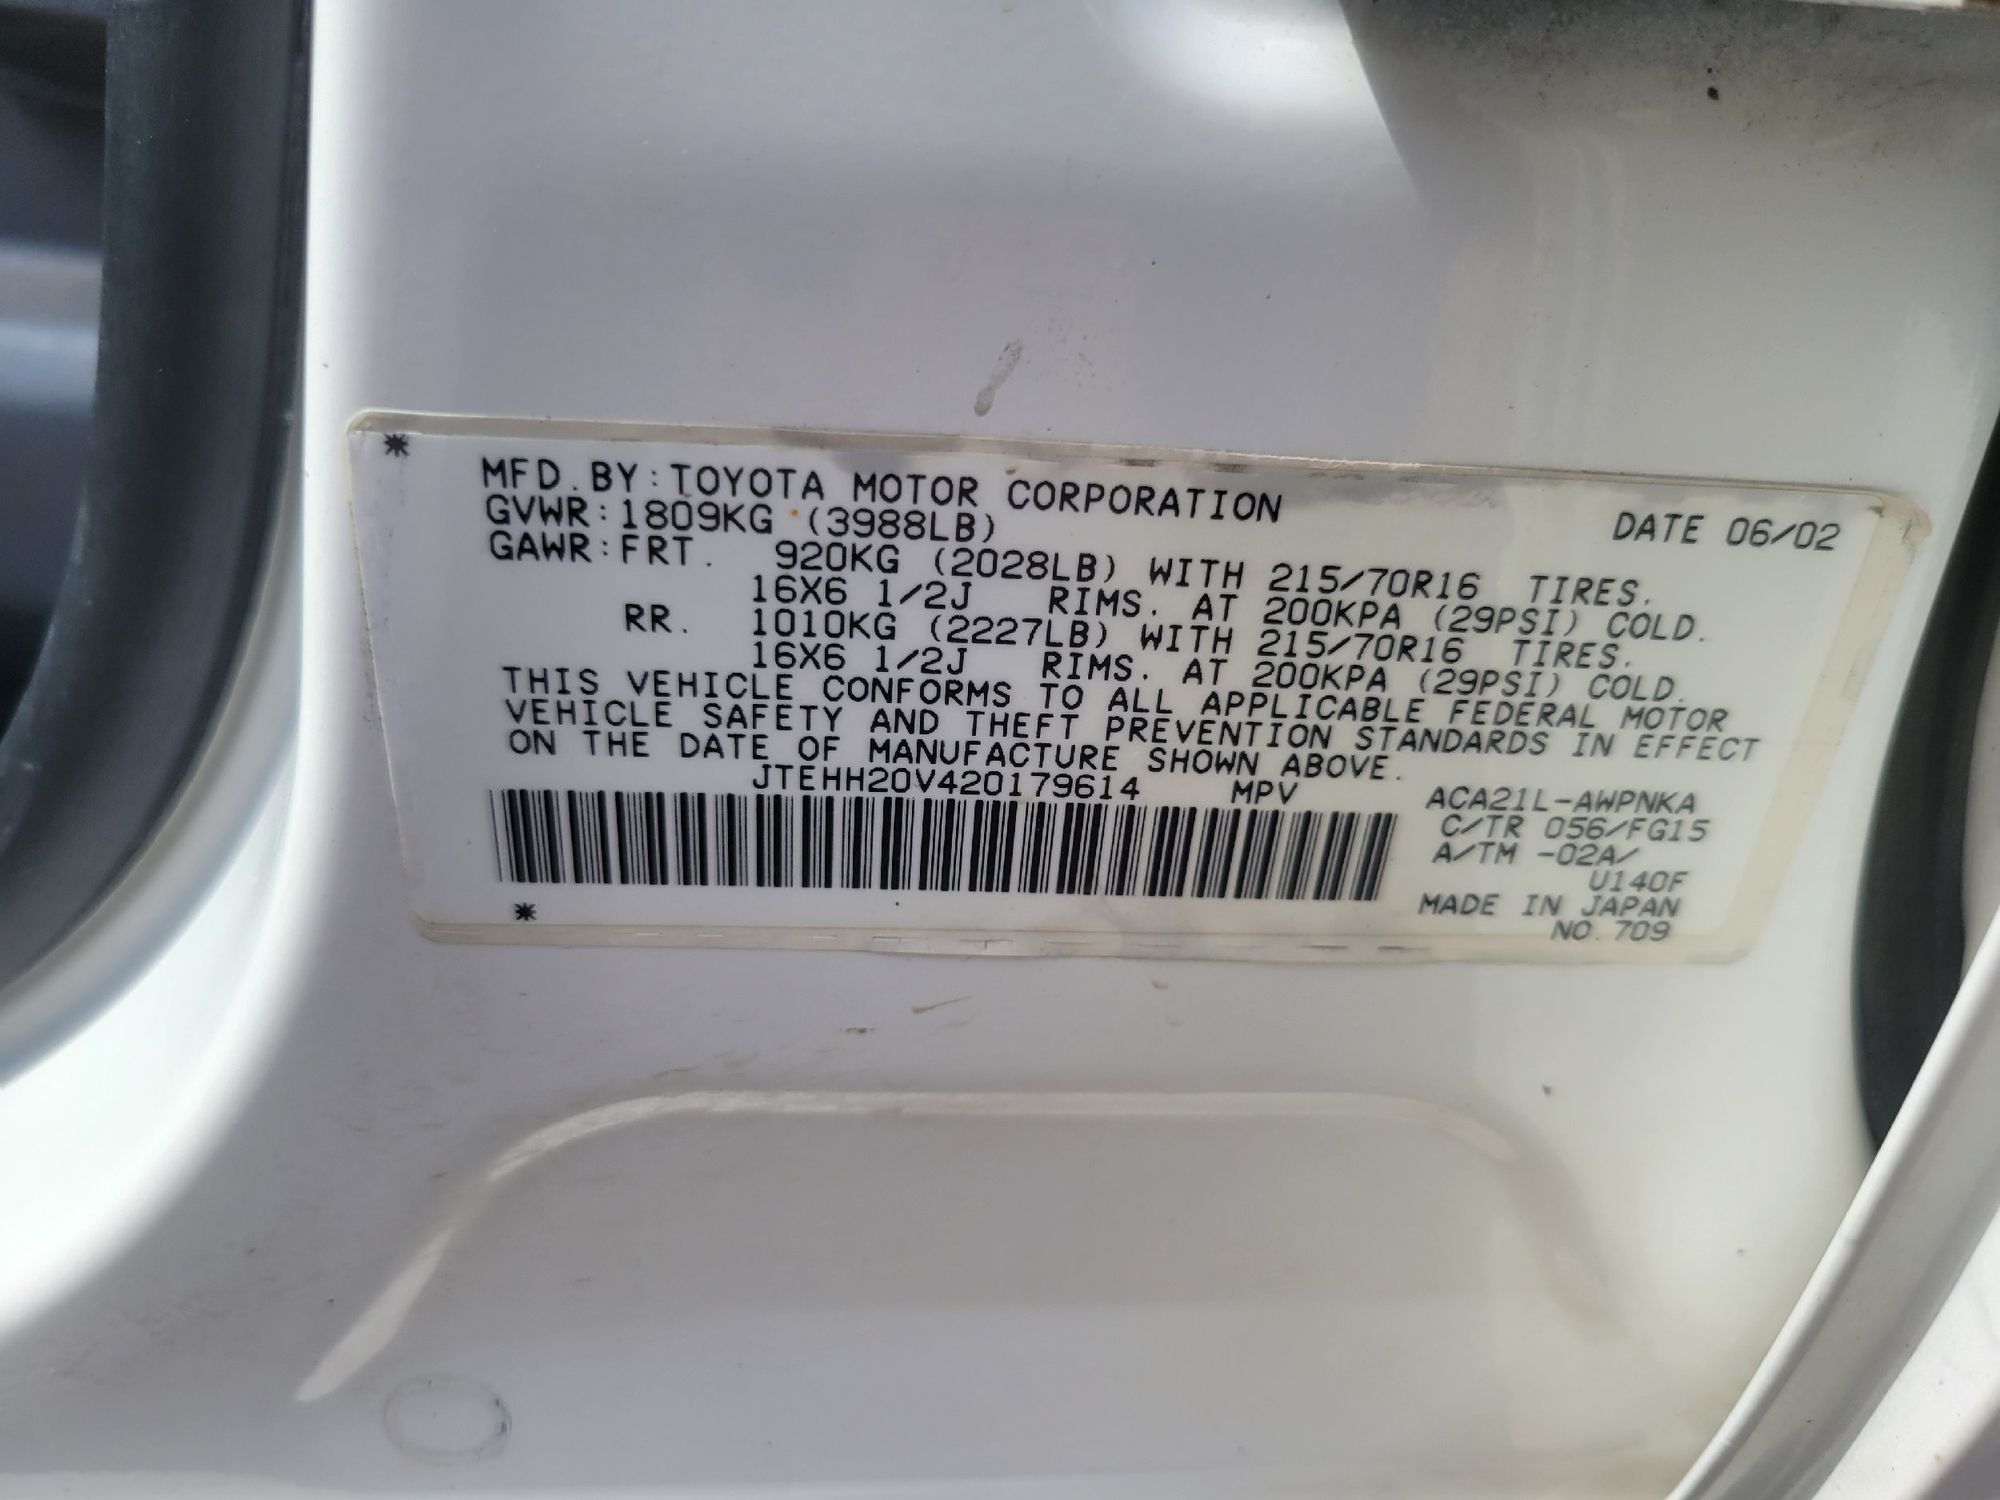 MFD. BY: TOYOTA MOTOR CORPORATION DATE 06/02
GVWR: 1809KG (3988LB)
GAWR: FRT. 920KG (2028LB) WITH 215/70R16 TIRES.
16X6 1/2J RIMS. AT 200KPA (29PSI) COLD.
RR. 1010KG (2227LB) WITH 215/70R16 TIRES.
16X6 1/2J RIMS. AT 200KPA (29PSI) COLD.
THIS VEHICLE CONFORMS TO ALL APPLICABLE FEDERAL MOTOR
VEHICLE SAFETY AND THEFT PREVENTION STANDARDS IN EFFECT
ON THE DATE OF MANUFACTURE SHOWN ABOVE.
JTEHH20V420179614 MPV
ACA21L-AWPNKA
C/TR 056/FG15
A/TM -02A/
U140F
MADE IN JAPAN
NO. 709